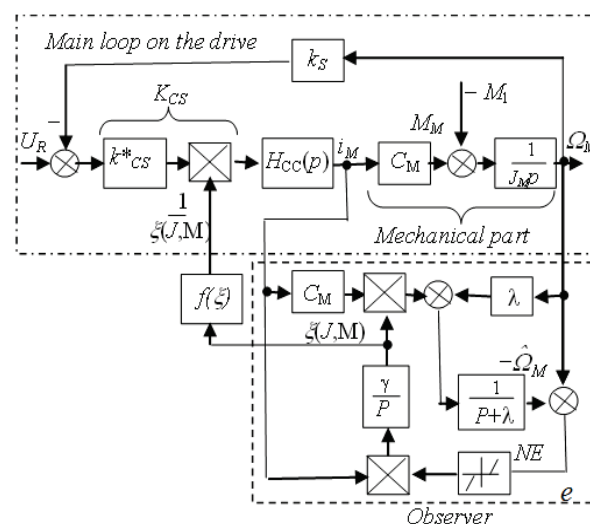 Main loop on the drive
k_S
−
K_CS
U_R
k*_CS
H_CC(p)
i_M
C_M
M_M
− M_1
1
J_M p
Ω_M
Mechanical part
1
ξ(J,M)
f(ξ)
C_M
λ
ξ(J,M)
−Ω̂_M
γ
P
1
P+λ
NE
e
Observer